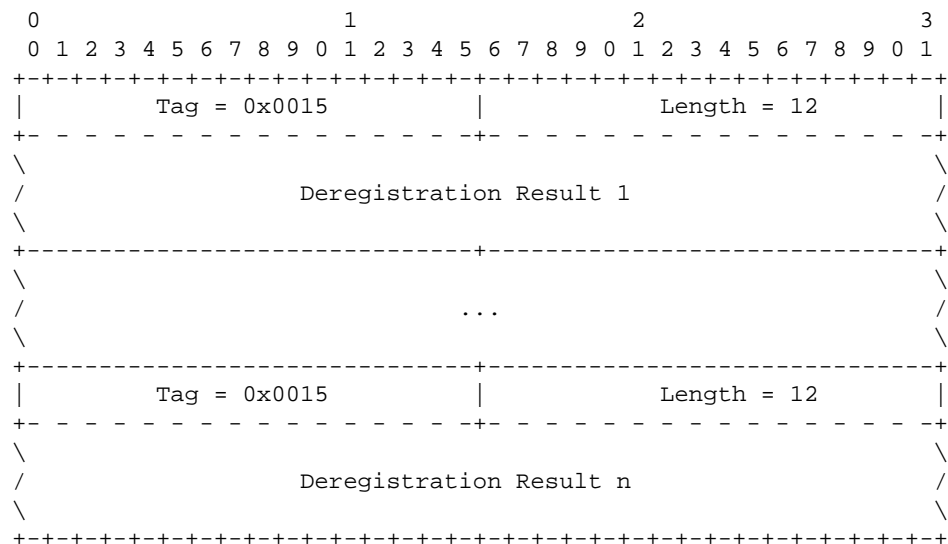 0                   1                   2                   3
 0 1 2 3 4 5 6 7 8 9 0 1 2 3 4 5 6 7 8 9 0 1 2 3 4 5 6 7 8 9 0 1
+-+-+-+-+-+-+-+-+-+-+-+-+-+-+-+-+-+-+-+-+-+-+-+-+-+-+-+-+-+-+-+-+
|         Tag = 0x0015          |            Length = 12        |
+- - - - - - - - - - - - - - - -+- - - - - - - - - - - - - - - -+
\                                                               \
/                   Deregistration Result 1                     /
\                                                               \
+-------------------------------+-------------------------------+
\                                                               \
/                              ...                              /
\                                                               \
+-------------------------------+-------------------------------+
|         Tag = 0x0015          |            Length = 12        |
+- - - - - - - - - - - - - - - -+- - - - - - - - - - - - - - - -+
\                                                               \
/                   Deregistration Result n                     /
\                                                               \
+-+-+-+-+-+-+-+-+-+-+-+-+-+-+-+-+-+-+-+-+-+-+-+-+-+-+-+-+-+-+-+-+